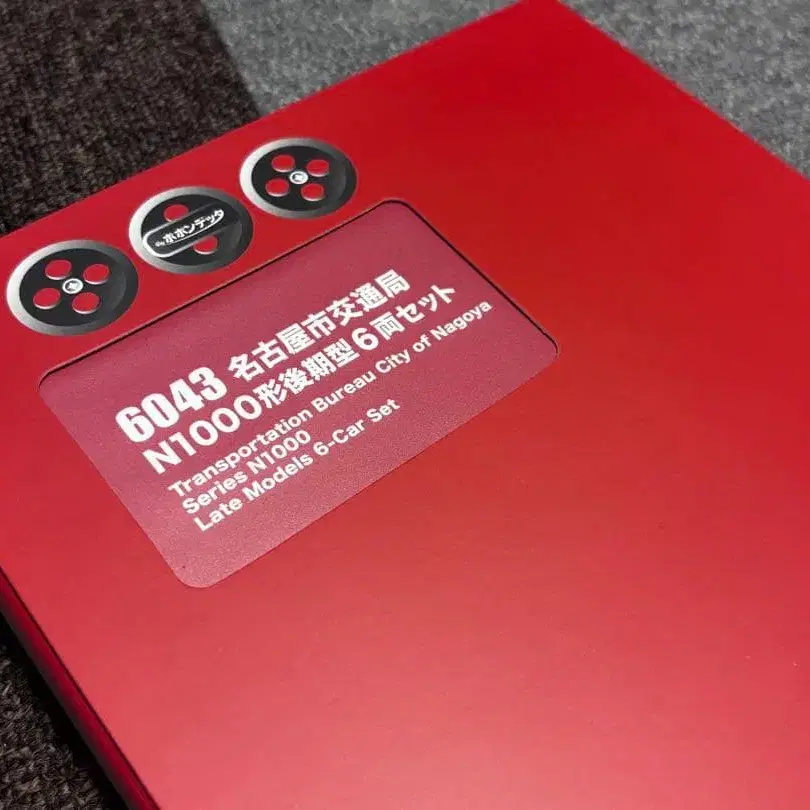 ポポンデッタ
6043 名古屋市交通局
N1000形後期型6両セット
Transportation Bureau City of Nagoya
Series N1000
Late Models 6-Car Set